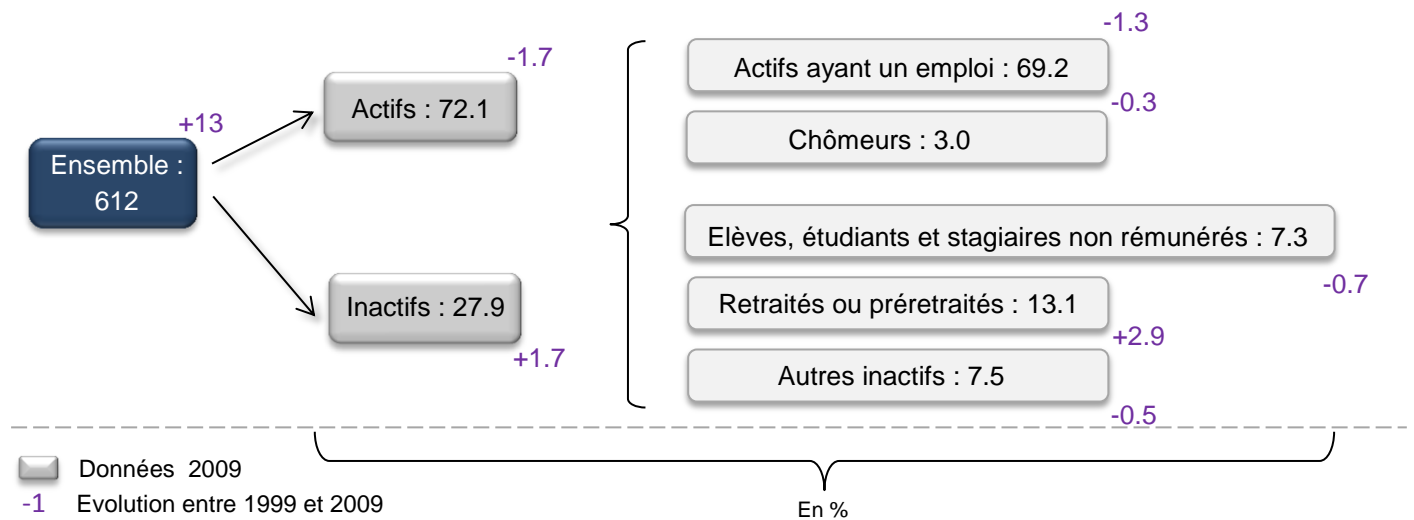 Ensemble :
612
+13
Actifs : 72.1
-1.7
Inactifs : 27.9
+1.7
Actifs ayant un emploi : 69.2
-1.3
Chômeurs : 3.0
-0.3
Elèves, étudiants et stagiaires non rémunérés : 7.3
-0.7
Retraités ou préretraités : 13.1
+2.9
Autres inactifs : 7.5
-0.5
Données 2009
-1 Evolution entre 1999 et 2009
En %